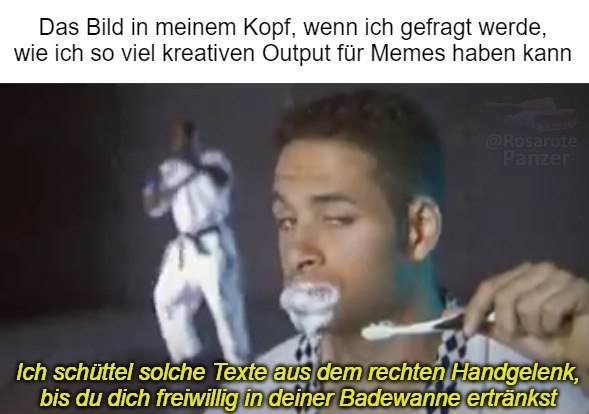 Das Bild in meinem Kopf, wenn ich gefragt werde,
wie ich so viel kreativen Output für Memes haben kann
@Rosarote
Panzer
Ich schüttel solche Texte aus dem rechten Handgelenk,
bis du dich freiwillig in deiner Badewanne ertränkst